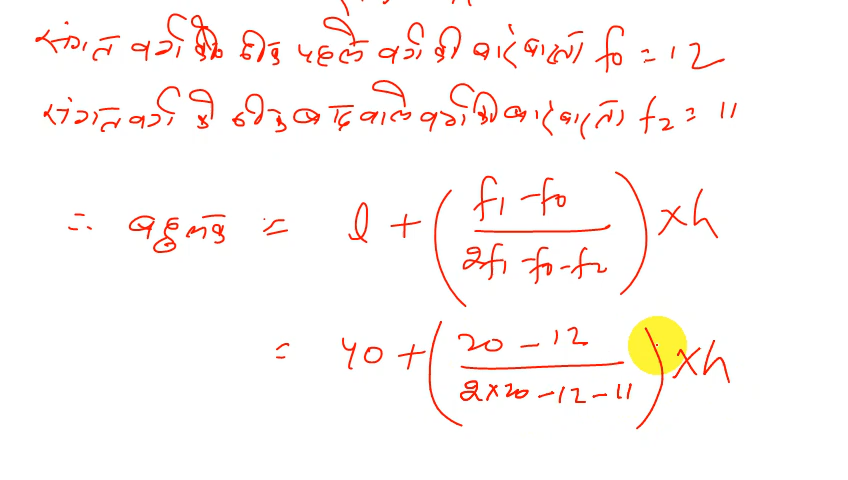 संगत वर्ग के ठीक पहले वर्ग की बारंबारता f₀ = 12
संगत वर्ग के ठीक बाद वाले वर्ग की बारंबारता f₂ = 11
∴ बहुलक = l + ( (f₁ - f₀) / (2f₁ - f₀ - f₂) ) × h
= 40 + ( (20 - 12) / (2×20 - 12 - 11) ) × h